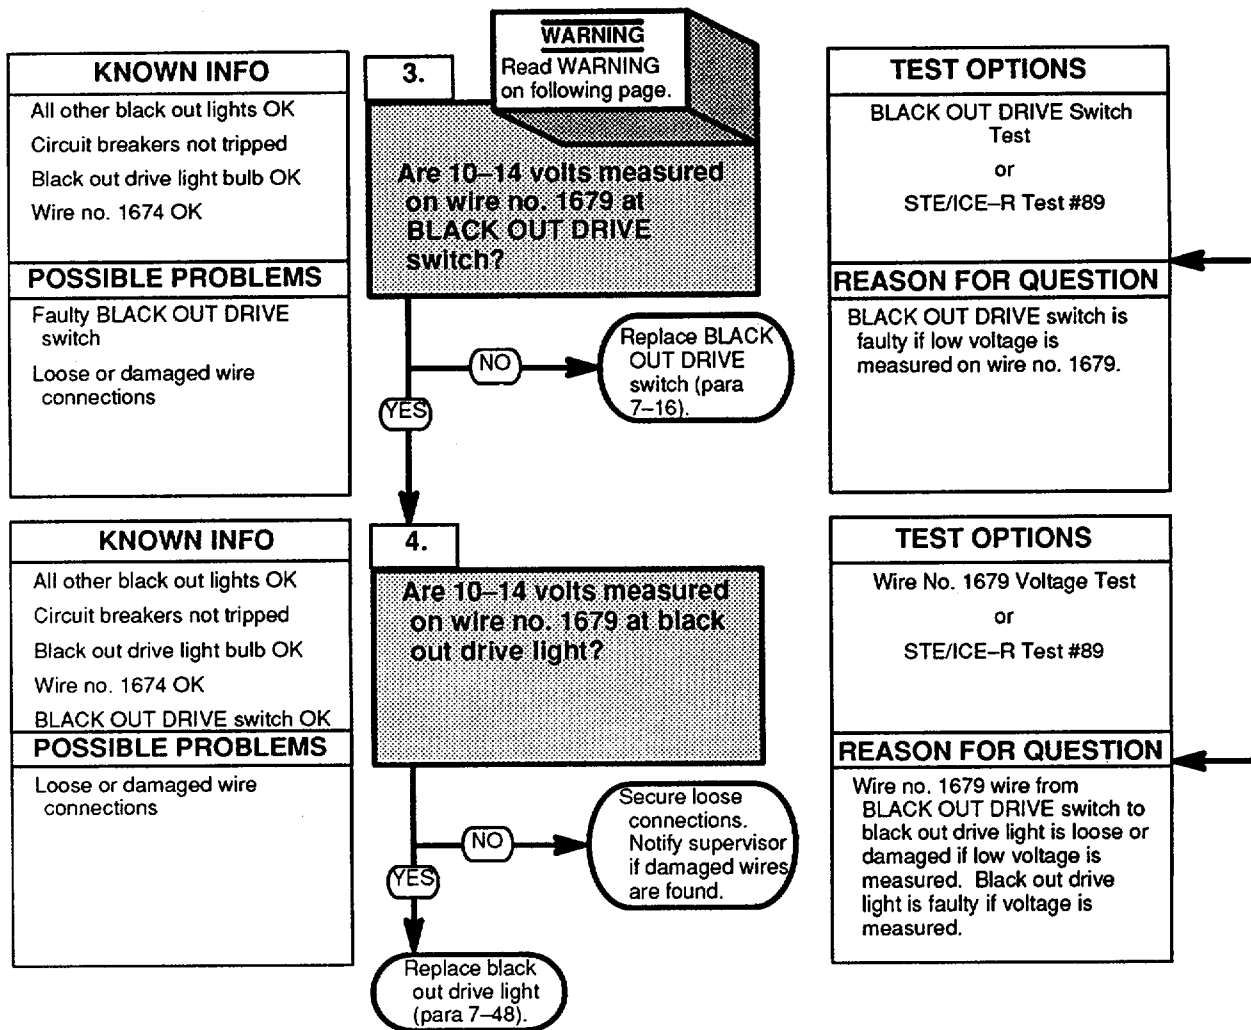 WARNING
Read WARNING
on following page.
KNOWN INFO
All other black out lights OK
Circuit breakers not tripped
Black out drive light bulb OK
Wire no. 1674 OK
POSSIBLE PROBLEMS
Faulty BLACK OUT DRIVE
switch
Loose or damaged wire
connections
3.
Are 10–14 volts measured
on wire no. 1679 at
BLACK OUT DRIVE
switch?
NO
Replace BLACK
OUT DRIVE
switch (para
7–16).
YES
TEST OPTIONS
BLACK OUT DRIVE Switch
Test
or
STE/ICE–R Test #89
REASON FOR QUESTION
BLACK OUT DRIVE switch is
faulty if low voltage is
measured on wire no. 1679.
KNOWN INFO
All other black out lights OK
Circuit breakers not tripped
Black out drive light bulb OK
Wire no. 1674 OK
BLACK OUT DRIVE switch OK
POSSIBLE PROBLEMS
Loose or damaged wire
connections
4.
Are 10–14 volts measured
on wire no. 1679 at black
out drive light?
NO
Secure loose
connections.
Notify supervisor
if damaged wires
are found.
YES
Replace black
out drive light
(para 7–48).
TEST OPTIONS
Wire No. 1679 Voltage Test
or
STE/ICE–R Test #89
REASON FOR QUESTION
Wire no. 1679 wire from
BLACK OUT DRIVE switch to
black out drive light is loose or
damaged if low voltage is
measured. Black out drive
light is faulty if voltage is
measured.